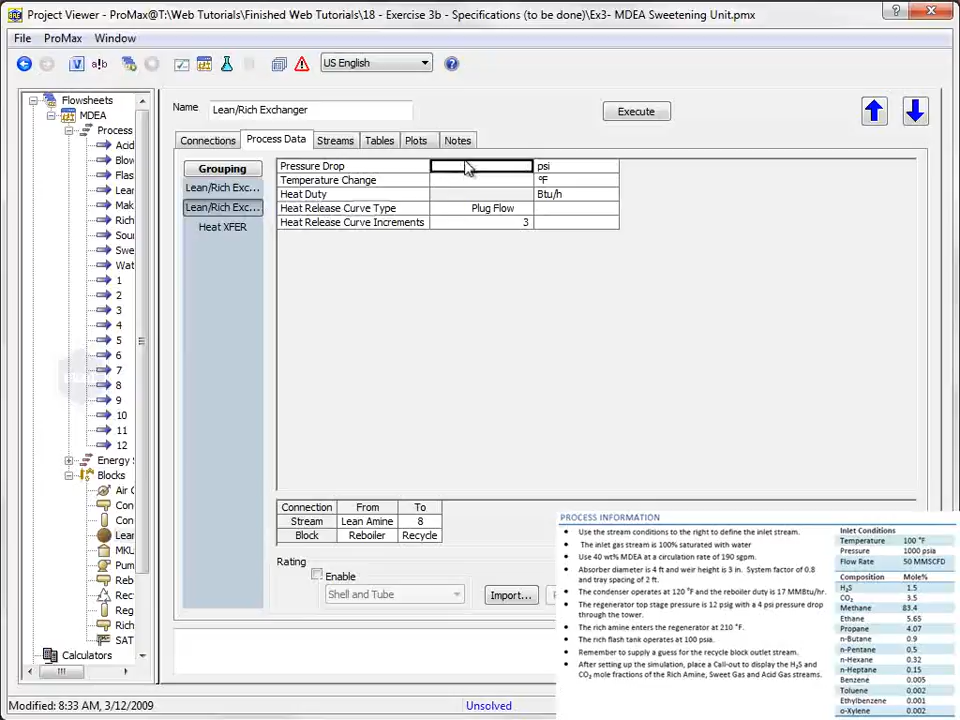 Project Viewer - ProMax@T:\Web Tutorials\Finished Web Tutorials\18 - Exercise 3b - Specifications (to be done)\Ex3- MDEA Sweetening Unit.pmx
File ProMax Window
US English
Flowsheets
MDEA
Process
Acid
Blow
Flas
Lean
Mak
Rich
Sour
Swe
Wat
1
2
3
4
5
6
7
8
9
10
11
12
Energy S
Blocks
Air C
Con
Con
Lean
MKU
Pum
Reb
Recy
Reg
Rich
SAT
Calculators
Name Lean/Rich Exchanger Execute
Connections Process Data Streams Tables Plots Notes
Grouping
Lean/Rich Exc...
Lean/Rich Exc...
Heat XFER
Pressure Drop psi
Temperature Change °F
Heat Duty Btu/h
Heat Release Curve Type Plug Flow
Heat Release Curve Increments 3
Connection From To
Stream Lean Amine 8
Block Reboiler Recycle
Rating
Enable
Shell and Tube Import...
PROCESS INFORMATION
• Use the stream conditions to the right to define the inlet stream.
• The inlet gas stream is 100% saturated with water
• Use 40 wt% MDEA at a circulation rate of 190 sgpm.
• Absorber diameter is 4 ft and weir height is 3 in. System factor of 0.8
and tray spacing of 2 ft.
• The condenser operates at 120 °F and the reboiler duty is 17 MMBtu/hr.
• The regenerator top stage pressure is 12 psig with a 4 psi pressure drop
through the tower.
• The rich amine enters the regenerator at 210 °F.
• The rich flash tank operates at 100 psia.
• Remember to supply a guess for the recycle block outlet stream.
• After setting up the simulation, place a Call-out to display the H₂S and
CO₂ mole fractions of the Rich Amine, Sweet Gas and Acid Gas streams.
Inlet Conditions
Temperature 100 °F
Pressure 1000 psia
Flow Rate 50 MMSCFD
Composition Mole%
H₂S 1.5
CO₂ 3.5
Methane 83.4
Ethane 5.65
Propane 4.07
n-Butane 0.9
n-Pentane 0.5
n-Hexane 0.32
n-Heptane 0.15
Benzene 0.005
Toluene 0.002
Ethylbenzene 0.001
o-Xylene 0.002
Modified: 8:33 AM, 3/12/2009 Unsolved